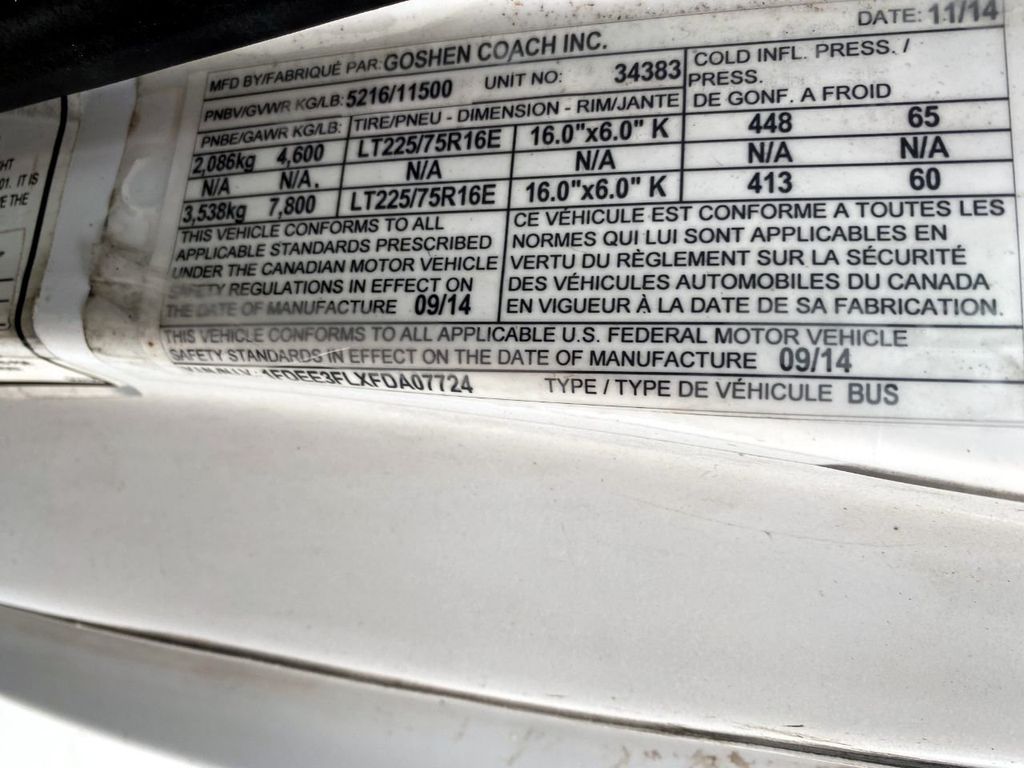 DATE: 11/14
MFD BY/FABRIQUÉ PAR: GOSHEN COACH INC.
PNBV/GVWR KG/LB: 5216/11500 UNIT NO: 34383
COLD INFL. PRESS. /
PRESS.
DE GONF. A FROID
PNBE/GAWR KG/LB: TIRE/PNEU - DIMENSION - RIM/JANTE
2,086kg 4,600 LT225/75R16E 16.0"x6.0" K 448 65
N/A N/A. N/A N/A N/A N/A
3,538kg 7,800 LT225/75R16E 16.0"x6.0" K 413 60
THIS VEHICLE CONFORMS TO ALL
APPLICABLE STANDARDS PRESCRIBED
UNDER THE CANADIAN MOTOR VEHICLE
SAFETY REGULATIONS IN EFFECT ON
THE DATE OF MANUFACTURE 09/14
CE VÉHICULE EST CONFORME A TOUTES LES
NORMES QUI LUI SONT APPLICABLES EN
VERTU DU RÈGLEMENT SUR LA SÉCURITÉ
DES VÉHICULES AUTOMOBILES DU CANADA
EN VIGUEUR À LA DATE DE SA FABRICATION.
THIS VEHICLE CONFORMS TO ALL APPLICABLE U.S. FEDERAL MOTOR VEHICLE
SAFETY STANDARDS IN EFFECT ON THE DATE OF MANUFACTURE 09/14
1FDEE3FLXFDA07724 TYPE / TYPE DE VÉHICULE BUS
IT IS
THE